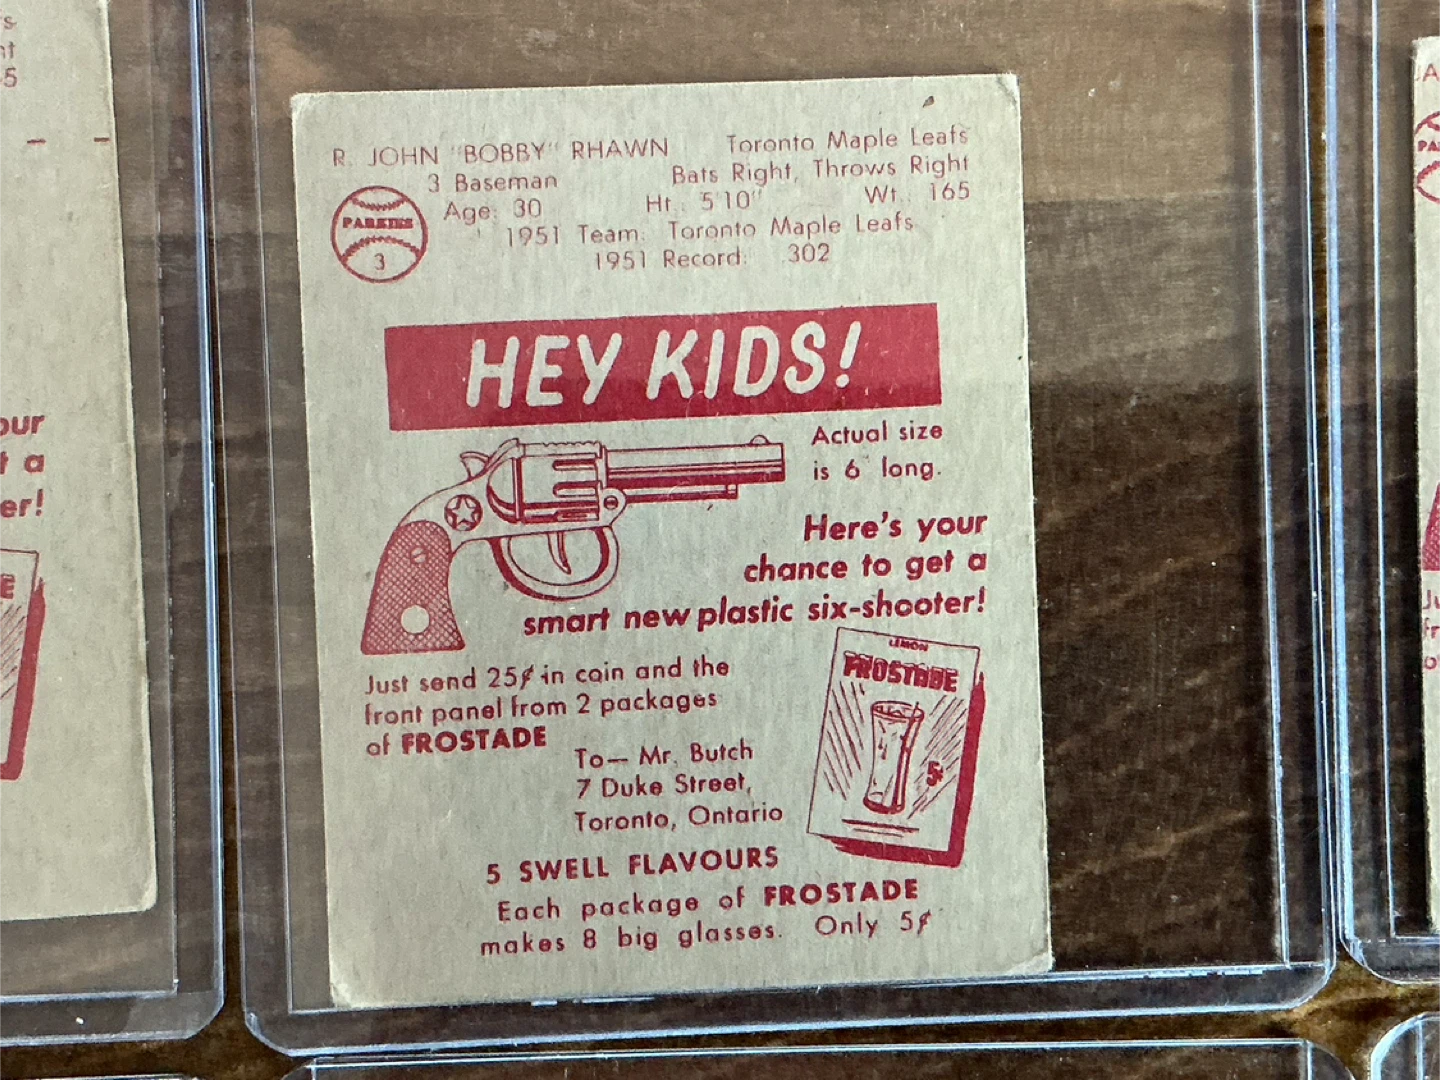 R. JOHN "BOBBY" RHAWN Toronto Maple Leafs
3 Baseman Bats Right, Throws Right
Age: 30 Ht.: 5'10" Wt.: 165
1951 Team: Toronto Maple Leafs
1951 Record: .302
PARKIES
3
HEY KIDS!
Actual size
is 6" long.
Here's your
chance to get a
smart new plastic six-shooter!
Just send 25¢ in coin and the
front panel from 2 packages
of FROSTADE
To— Mr. Butch
7 Duke Street,
Toronto, Ontario
LEMON
FROSTADE
5¢
5 SWELL FLAVOURS
Each package of FROSTADE
makes 8 big glasses. Only 5¢
our
t a
er!